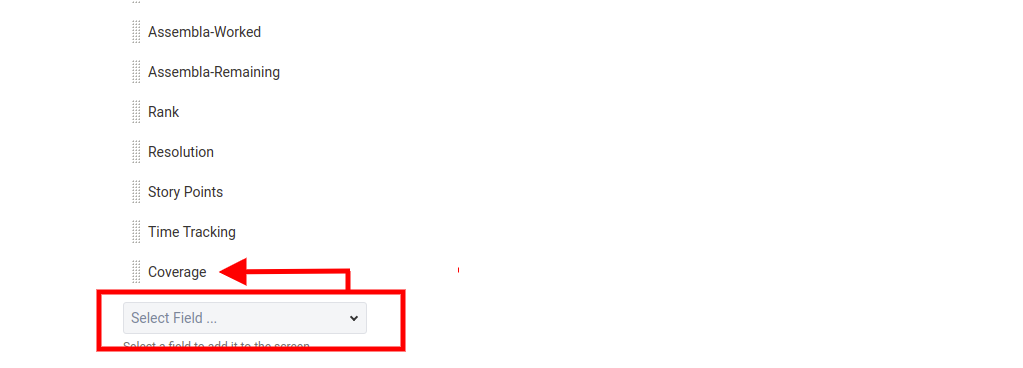 Assembla-Worked
Assembla-Remaining
Rank
Resolution
Story Points
Time Tracking
Coverage
Select Field ...
Select a field to add it to the screen